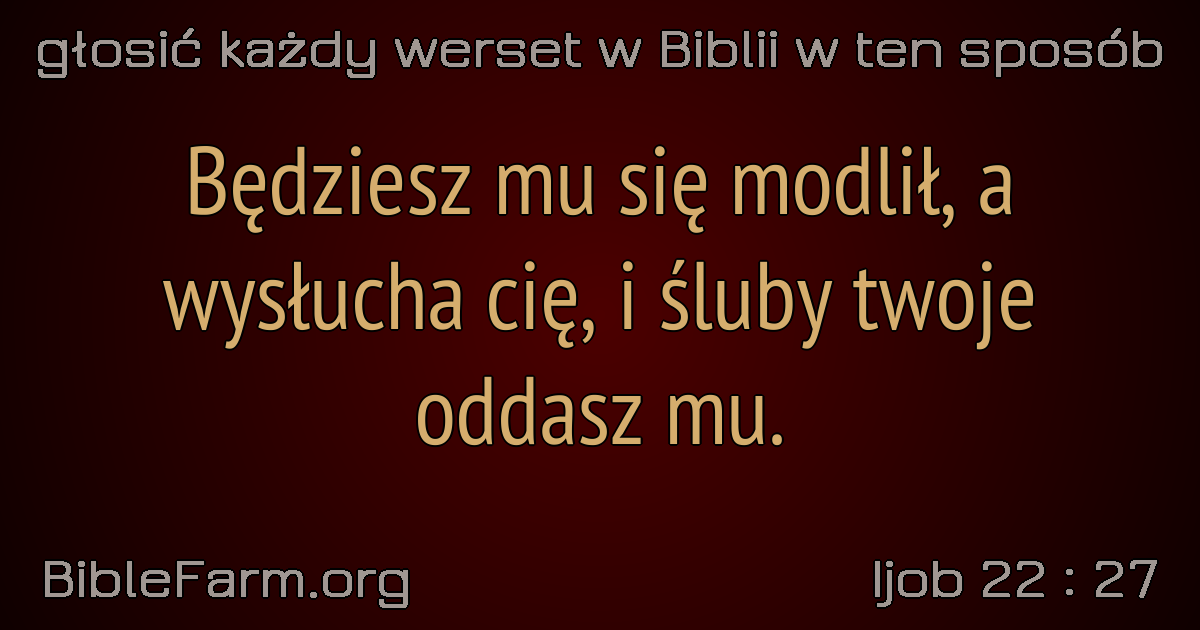 głosić każdy werset w Biblii w ten sposób
Będziesz mu się modlił, a
wysłucha cię, i śluby twoje
oddasz mu.
BibleFarm.org
Ijob 22 : 27